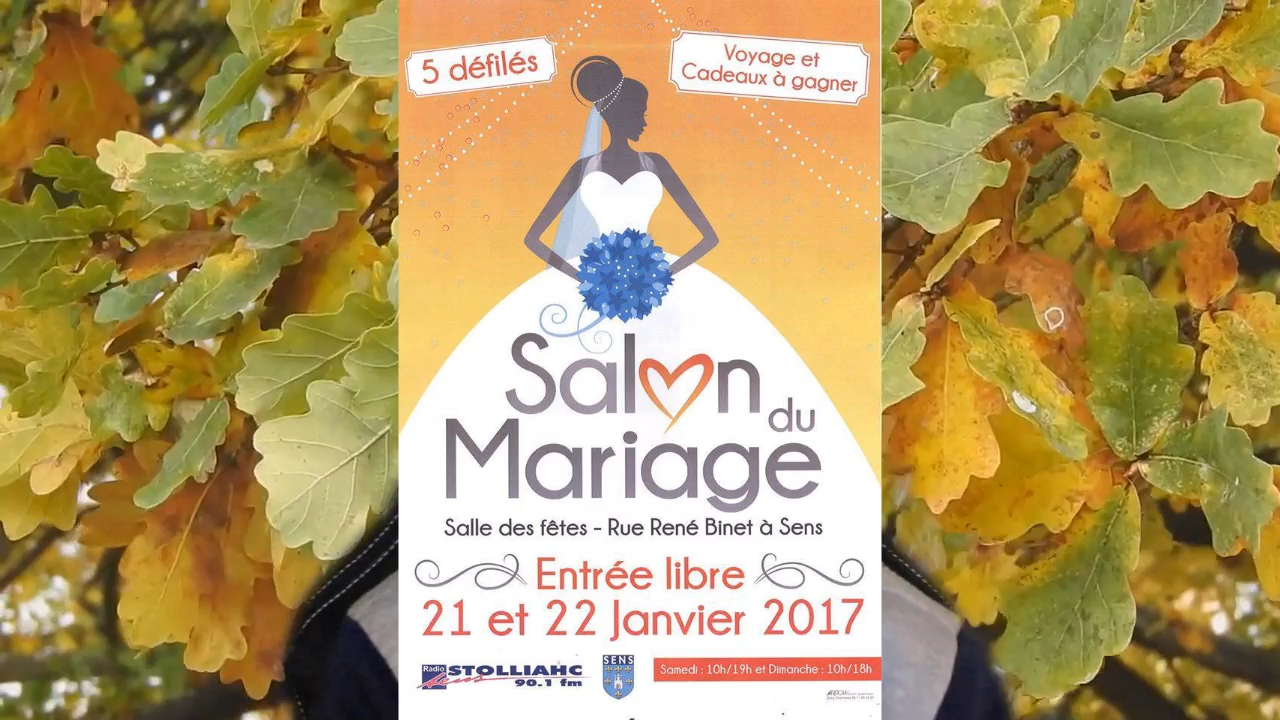 5 défilés
Voyage et
Cadeaux à gagner
Salon
du
Mariage
Salle des fêtes - Rue René Binet à Sens
Entrée libre
21 et 22 Janvier 2017
Radio
Sens
STOLLIAHC
90.1 fm
SENS
Samedi : 10h/19h et Dimanche : 10h/18h